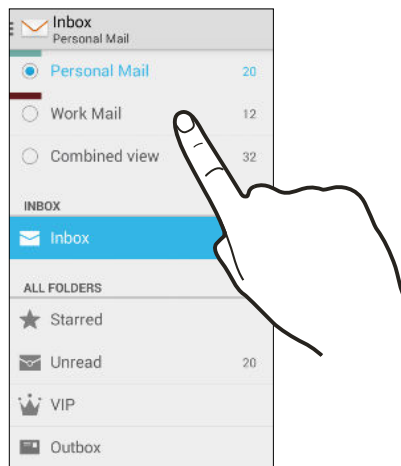 Inbox
Personal Mail
Personal Mail 20
Work Mail 12
Combined view 32
INBOX
Inbox
ALL FOLDERS
Starred
Unread 20
VIP
Outbox